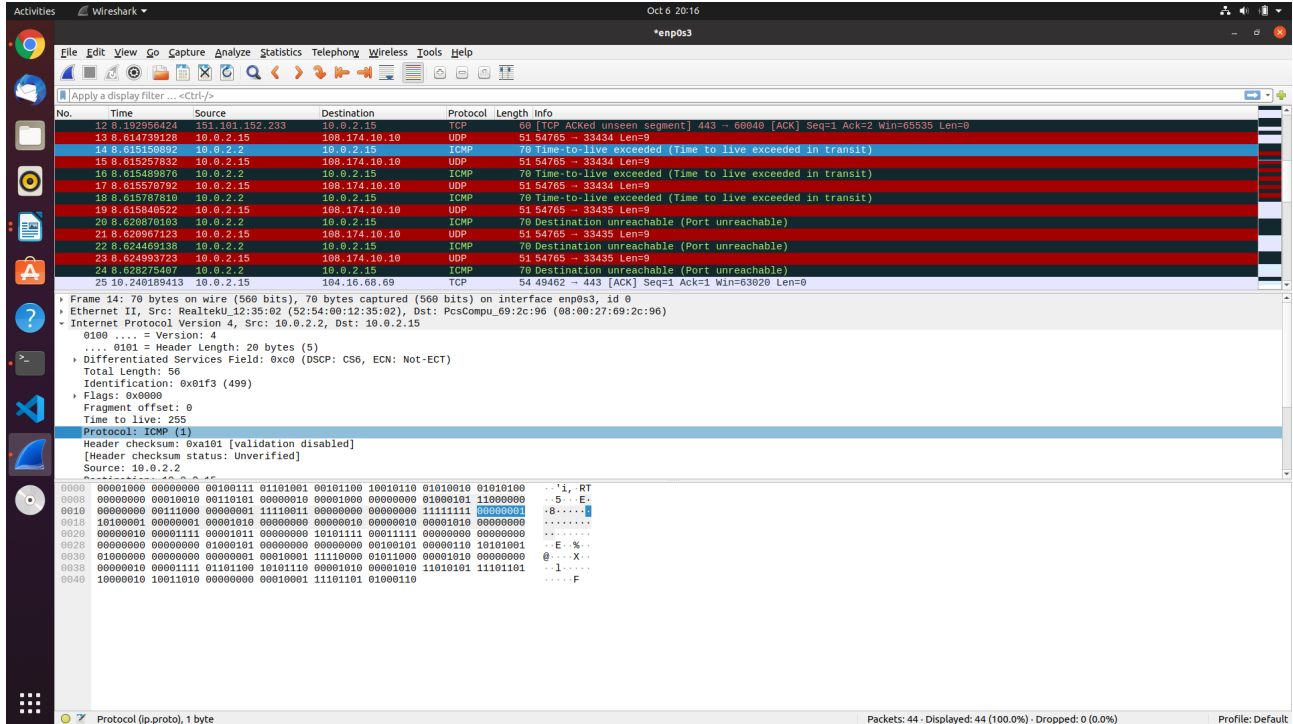 Activities Wireshark Oct 6 20:16
*enp0s3
File Edit View Go Capture Analyze Statistics Telephony Wireless Tools Help
Apply a display filter ... <Ctrl-/>
No. Time Source Destination Protocol Length Info
12 8.192956424 151.101.152.233 10.0.2.15 TCP 60 [TCP ACKed unseen segment] 443 → 60040 [ACK] Seq=1 Ack=2 Win=65535 Len=0
13 8.614739128 10.0.2.15 108.174.10.10 UDP 51 54765 → 33434 Len=9
14 8.615150892 10.0.2.2 10.0.2.15 ICMP 70 Time-to-live exceeded (Time to live exceeded in transit)
15 8.615257832 10.0.2.15 108.174.10.10 UDP 51 54765 → 33434 Len=9
16 8.615489876 10.0.2.2 10.0.2.15 ICMP 70 Time-to-live exceeded (Time to live exceeded in transit)
17 8.615570792 10.0.2.15 108.174.10.10 UDP 51 54765 → 33434 Len=9
18 8.615787810 10.0.2.2 10.0.2.15 ICMP 70 Time-to-live exceeded (Time to live exceeded in transit)
19 8.615840522 10.0.2.15 108.174.10.10 UDP 51 54765 → 33435 Len=9
20 8.620870103 10.0.2.2 10.0.2.15 ICMP 70 Destination unreachable (Port unreachable)
21 8.620967123 10.0.2.15 108.174.10.10 UDP 51 54765 → 33435 Len=9
22 8.624469138 10.0.2.2 10.0.2.15 ICMP 70 Destination unreachable (Port unreachable)
23 8.624993723 10.0.2.15 108.174.10.10 UDP 51 54765 → 33435 Len=9
24 8.628275407 10.0.2.2 10.0.2.15 ICMP 70 Destination unreachable (Port unreachable)
25 10.240189413 10.0.2.15 104.16.68.69 TCP 54 49462 → 443 [ACK] Seq=1 Ack=1 Win=63020 Len=0
Frame 14: 70 bytes on wire (560 bits), 70 bytes captured (560 bits) on interface enp0s3, id 0
Ethernet II, Src: RealtekU_12:35:02 (52:54:00:12:35:02), Dst: PcsCompu_69:2c:96 (08:00:27:69:2c:96)
Internet Protocol Version 4, Src: 10.0.2.2, Dst: 10.0.2.15
0100 .... = Version: 4
.... 0101 = Header Length: 20 bytes (5)
Differentiated Services Field: 0xc0 (DSCP: CS6, ECN: Not-ECT)
Total Length: 56
Identification: 0x01f3 (499)
Flags: 0x0000
Fragment offset: 0
Time to live: 255
Protocol: ICMP (1)
Header checksum: 0xa101 [validation disabled]
[Header checksum status: Unverified]
Source: 10.0.2.2
0000 00001000 00000000 00100111 01101001 00101100 10010110 01010010 01010100 ··'i,·RT
0008 00000000 00010010 00110101 00000010 00001000 00000000 01000101 11000000 ··5···E·
0010 00000000 00111000 00000001 11110011 00000000 00000000 11111111 00000001 ·8······
0018 10100001 00000001 00001010 00000000 00000010 00000010 00001010 00000000 ········
0020 00000010 00001111 00001011 00000000 10101111 00011111 00000000 00000000 ········
0028 00000000 00000000 01000101 00000000 00000000 00100101 00000110 10101001 ··E··%··
0030 01000000 00000000 00000001 00010001 11110000 01011000 00001010 00000000 @····X··
0038 00000010 00001111 01101100 10101110 00001010 00001010 11010101 11101101 ··l·····
0040 10000010 10011010 00000000 00010001 11101101 01000110 ·····F
Protocol (ip.proto), 1 byte Packets: 44 · Displayed: 44 (100.0%) · Dropped: 0 (0.0%) Profile: Default